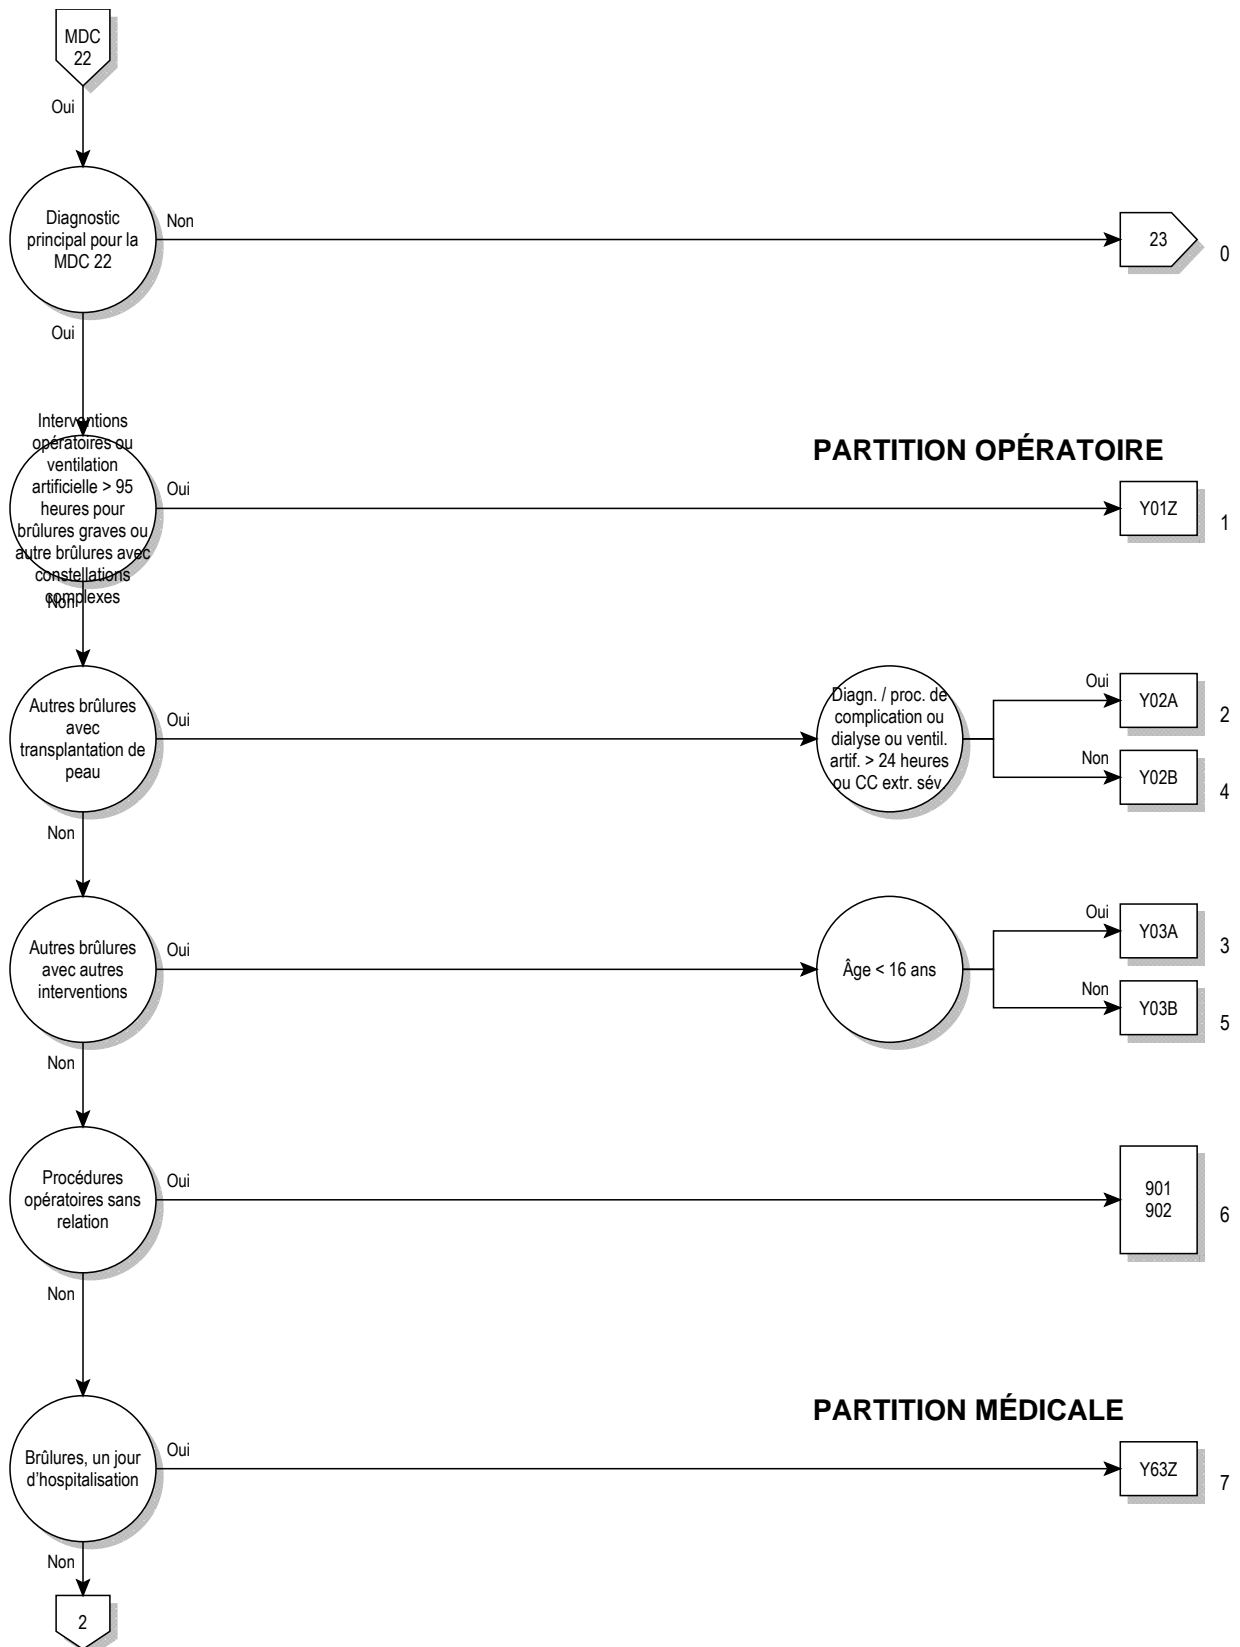 MDC
22
Oui
Diagnostic
principal pour la
MDC 22
Non
23
0
Oui
Interventions
opératoires ou
ventilation
artificielle > 95
heures pour
brûlures graves ou
autre brûlures avec
constellations
complexes
Oui
PARTITION OPÉRATOIRE
Y01Z
1
Non
Autres brûlures
avec
transplantation de
peau
Oui
Diagn. / proc. de
complication ou
dialyse ou ventil.
artif. > 24 heures
ou CC extr. sév.
Oui
Y02A
2
Non
Y02B
4
Non
Autres brûlures
avec autres
interventions
Oui
Âge < 16 ans
Oui
Y03A
3
Non
Y03B
5
Non
Procédures
opératoires sans
relation
Oui
901
902
6
Non
PARTITION MÉDICALE
Brûlures, un jour
d'hospitalisation
Oui
Y63Z
7
Non
2